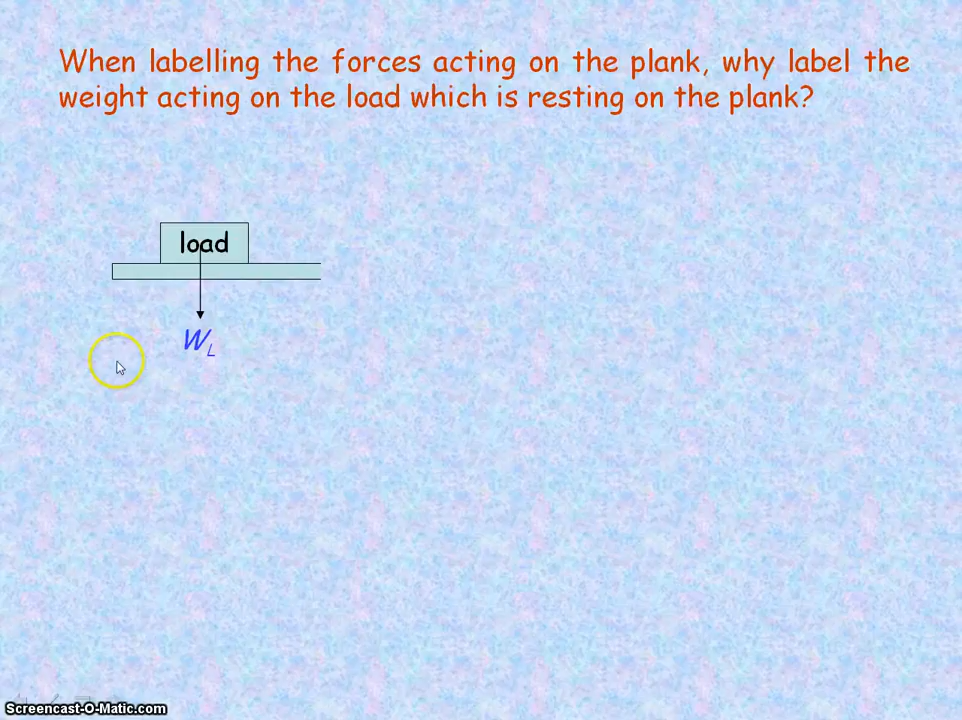 When labelling the forces acting on the plank, why label the
weight acting on the load which is resting on the plank?
load
WL
Screencast-O-Matic.com